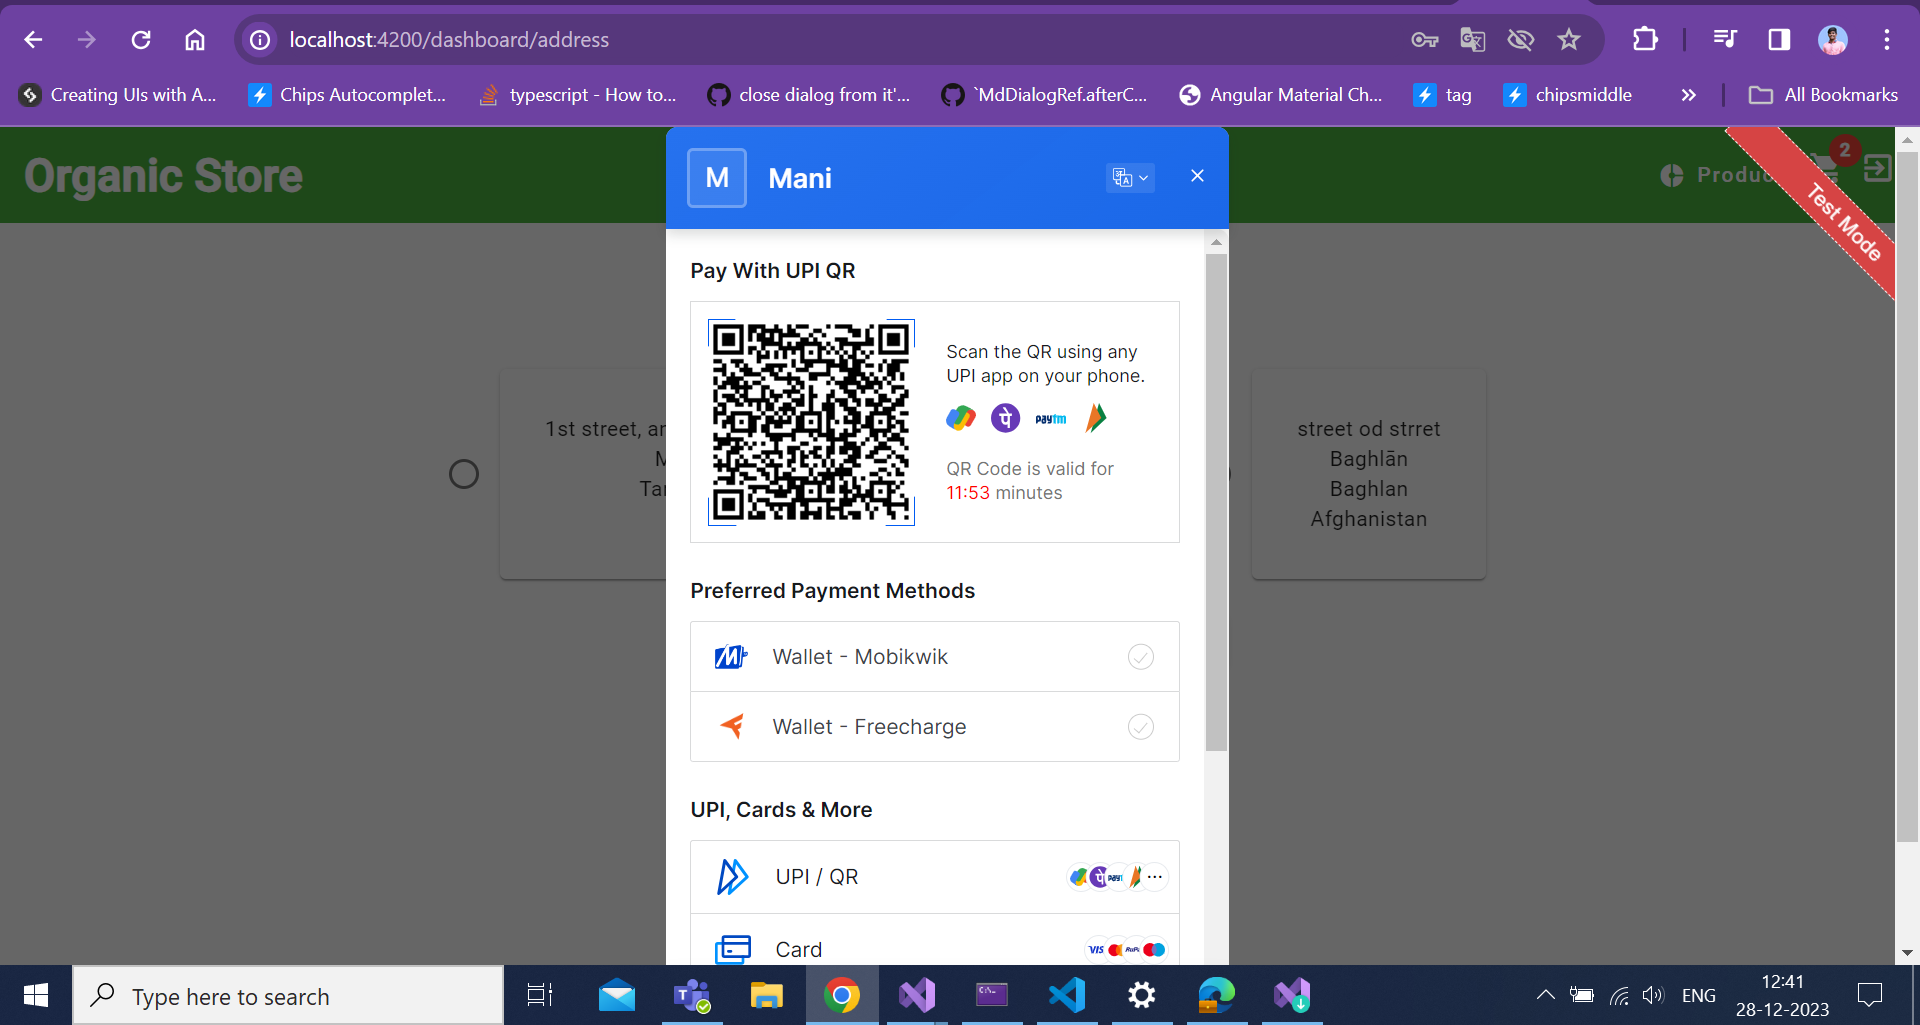 localhost:4200/dashboard/address
Creating UIs with A...
Chips Autocomplet...
typescript - How to...
close dialog from it'...
`MdDialogRef.afterC...
Angular Material Ch...
tag
chipsmiddle
»
All Bookmarks
Organic Store
M
Mani
Produc
2
Test Mode
Pay With UPI QR
Scan the QR using any
UPI app on your phone.
paytm
QR Code is valid for
11:53 minutes
1st street, ar
M
Tar
street od strret
Baghlān
Baghlan
Afghanistan
Preferred Payment Methods
Wallet - Mobikwik
Wallet - Freecharge
UPI, Cards & More
UPI / QR
Card
VISA
Type here to search
ENG
12:41
28-12-2023